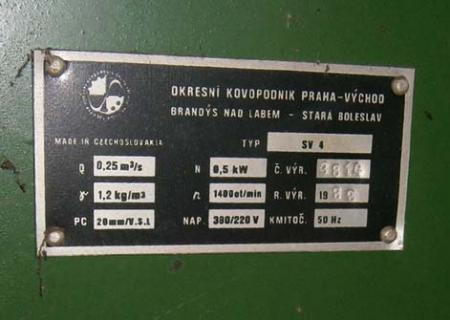 OKRESNÍ KOVOPODNIK PRAHA-VÝCHOD
BRANDÝS NAD LABEM - STARÁ BOLESLAV
MADE IN CZECHOSLOVAKIA TYP SV 4
Q 0,25 m³/s N 0,5 kW Č. VÝR.
γ 1,2 kg/m3 n 1400ot/min R. VÝR. 19
PC 20mm/V.S.L NAP. 380/220 V KMITOČ. 50 Hz